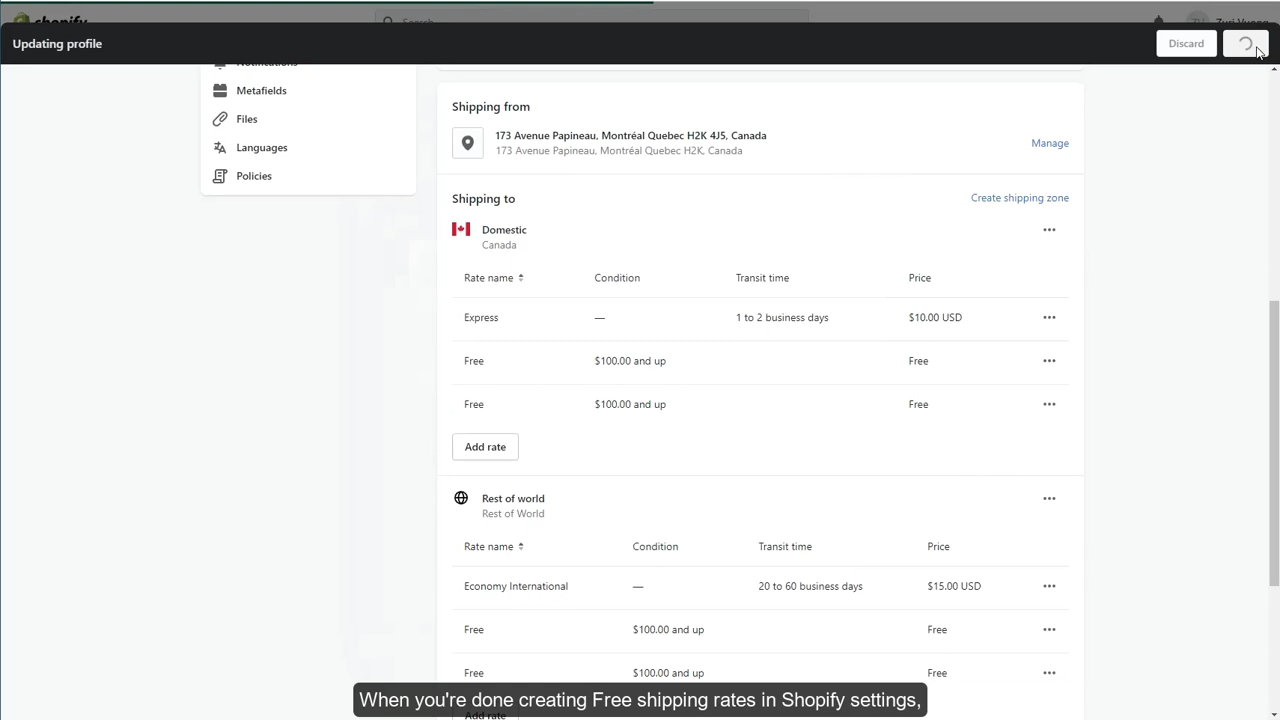 shopify
Search
Zuri Vuong
Updating profile
Discard
Notifications
Metafields
Files
Languages
Policies
Shipping from
173 Avenue Papineau, Montréal Quebec H2K 4J5, Canada
173 Avenue Papineau, Montréal Quebec H2K, Canada
Manage
Shipping to
Create shipping zone
Domestic
Canada
Rate name Condition Transit time Price
Express — 1 to 2 business days $10.00 USD
Free $100.00 and up Free
Free $100.00 and up Free
Add rate
Rest of world
Rest of World
Rate name Condition Transit time Price
Economy International — 20 to 60 business days $15.00 USD
Free $100.00 and up Free
Free $100.00 and up Free
When you're done creating Free shipping rates in Shopify settings,
Add rate